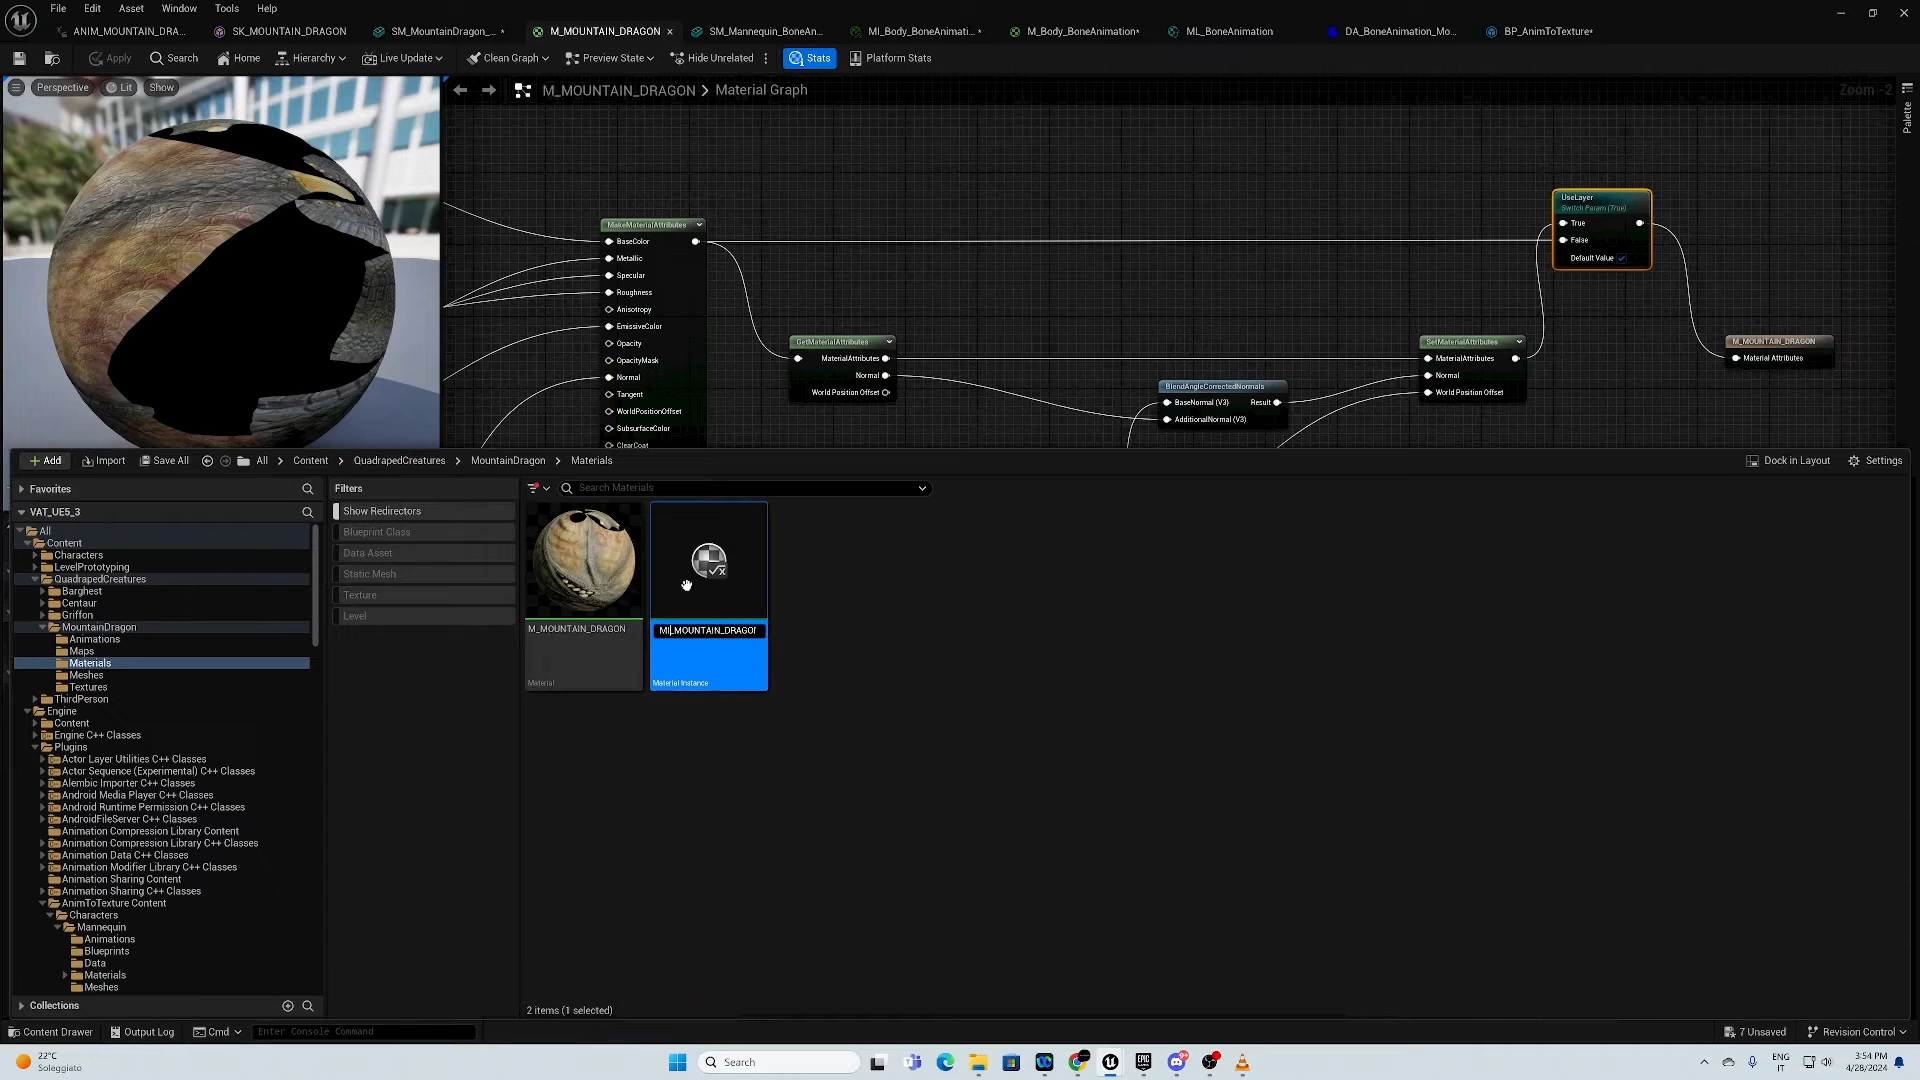 File Edit Asset Window Tools Help
ANIM_MOUNTAIN_DRA... SK_MOUNTAIN_DRAGON SM_MountainDragon_... * M_MOUNTAIN_DRAGON SM_Mannequin_BoneAn... MI_Body_BoneAnimati... * M_Body_BoneAnimation* ML_BoneAnimation DA_BoneAnimation_Mo... BP_AnimToTexture*
Apply Search Home Hierarchy Live Update Clean Graph Preview State Hide Unrelated Stats Platform Stats
Perspective Lit Show
M_MOUNTAIN_DRAGON > Material Graph
Zoom -2
Palette
UseLayer
Switch Param (True)
True
False
Default Value
MakeMaterialAttributes
BaseColor
Metallic
Specular
Roughness
Anisotropy
EmissiveColor
Opacity
OpacityMask
Normal
Tangent
WorldPositionOffset
SubsurfaceColor
ClearCoat
GetMaterialAttributes
MaterialAttributes
Normal
World Position Offset
BlendAngleCorrectedNormals
BaseNormal (V3) Result
AdditionalNormal (V3)
SetMaterialAttributes
MaterialAttributes
Normal
World Position Offset
M_MOUNTAIN_DRAGON
Material Attributes
Add Import Save All All > Content > QuadrapedCreatures > MountainDragon > Materials Dock in Layout Settings
Favorites
VAT_UE5_3
All
Content
Characters
LevelPrototyping
QuadrapedCreatures
Barghest
Centaur
Griffon
MountainDragon
Animations
Maps
Materials
Meshes
Textures
ThirdPerson
Engine
Content
Engine C++ Classes
Plugins
Actor Layer Utilities C++ Classes
Actor Sequence (Experimental) C++ Classes
Alembic Importer C++ Classes
Android Media Player C++ Classes
Android Runtime Permission C++ Classes
AndroidFileServer C++ Classes
Animation Compression Library Content
Animation Compression Library C++ Classes
Animation Data C++ Classes
Animation Modifier Library C++ Classes
Animation Sharing Content
Animation Sharing C++ Classes
AnimToTexture Content
Characters
Mannequin
Animations
Blueprints
Data
Materials
Meshes
Collections
Filters
Show Redirectors
Blueprint Class
Data Asset
Static Mesh
Texture
Level
Search Materials
M_MOUNTAIN_DRAGON
Material
MI_MOUNTAIN_DRAGON
Material Instance
2 items (1 selected)
Content Drawer Output Log Cmd Enter Console Command 7 Unsaved Revision Control
22°C
Soleggiato
Search
ENG
IT
3:54 PM
4/28/2024